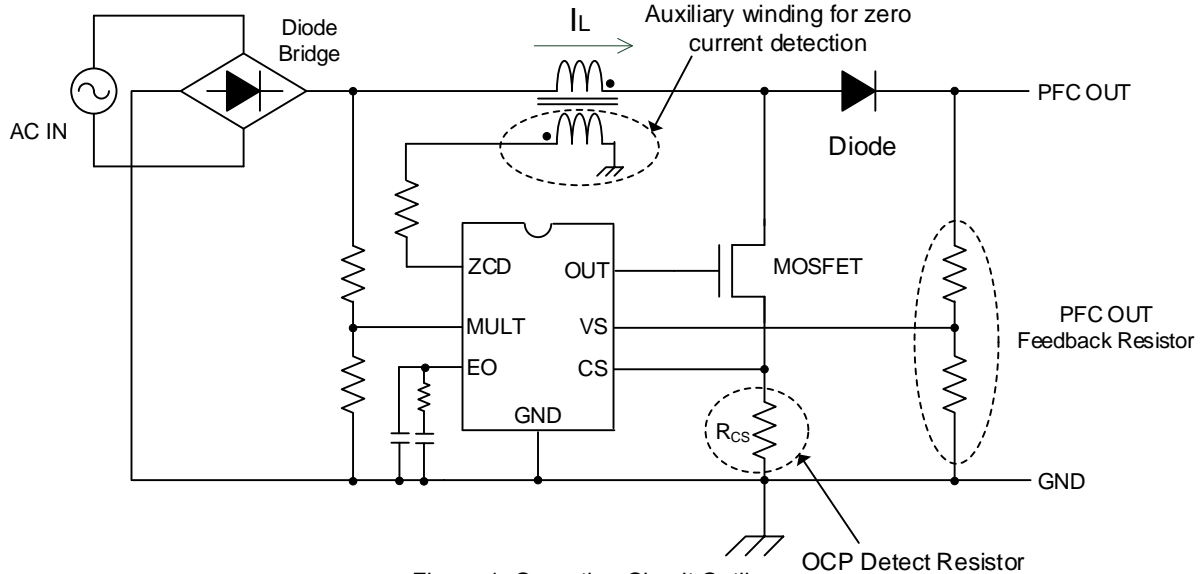 IL
Auxiliary winding for zero
current detection
Diode
Bridge
AC IN
PFC OUT
Diode
ZCD
OUT
MOSFET
MULT
VS
PFC OUT
Feedback Resistor
EO
CS
GND
RCS
GND
OCP Detect Resistor